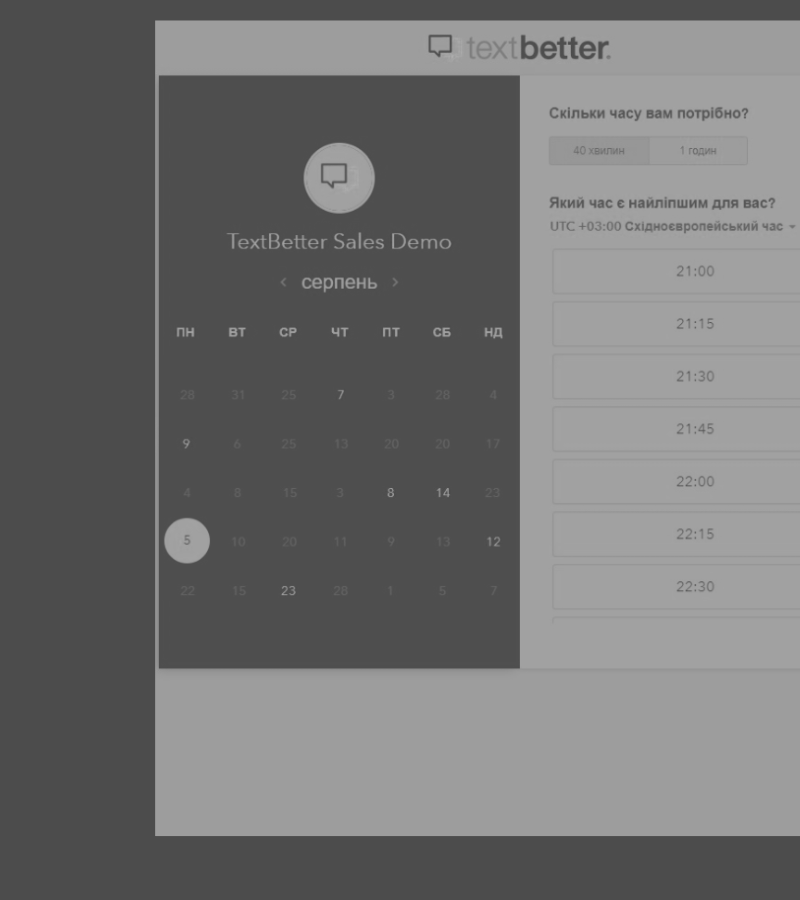 textbetter.
TextBetter Sales Demo
серпень
ПН ВТ СР ЧТ ПТ СБ НД
28 31 25 7 3 28 4
9 6 25 13 20 20 17
4 8 15 3 8 14 23
5 10 20 11 9 13 12
22 15 23 28 1 5 7
Скільки часу вам потрібно?
40 хвилин 1 годин
Який час є найліпшим для вас?
UTC +03:00 Східноєвропейський час
21:00
21:15
21:30
21:45
22:00
22:15
22:30